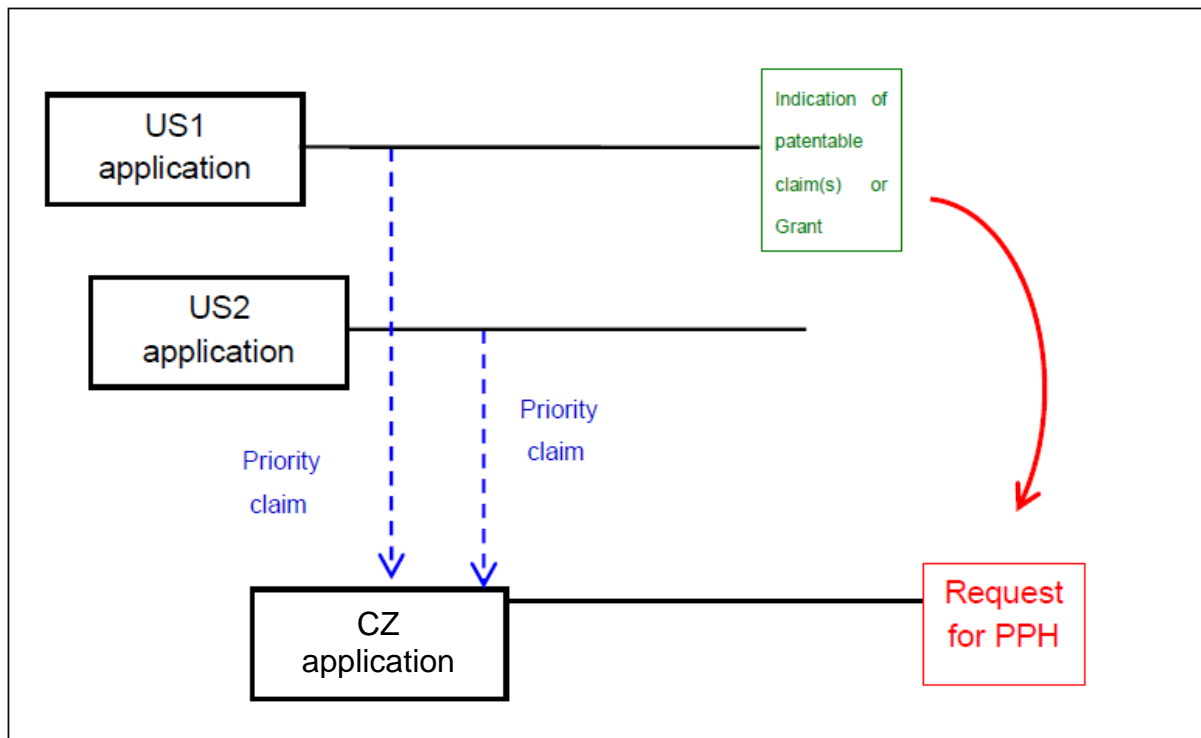 US1
application
Indication of
patentable
claim(s) or
Grant
US2
application
Priority
claim
Priority
claim
CZ
application
Request
for PPH